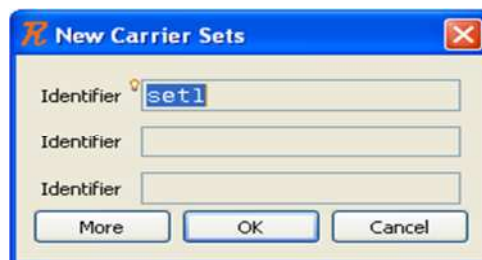 New Carrier Sets
Identifier set1
Identifier
Identifier
More OK Cancel